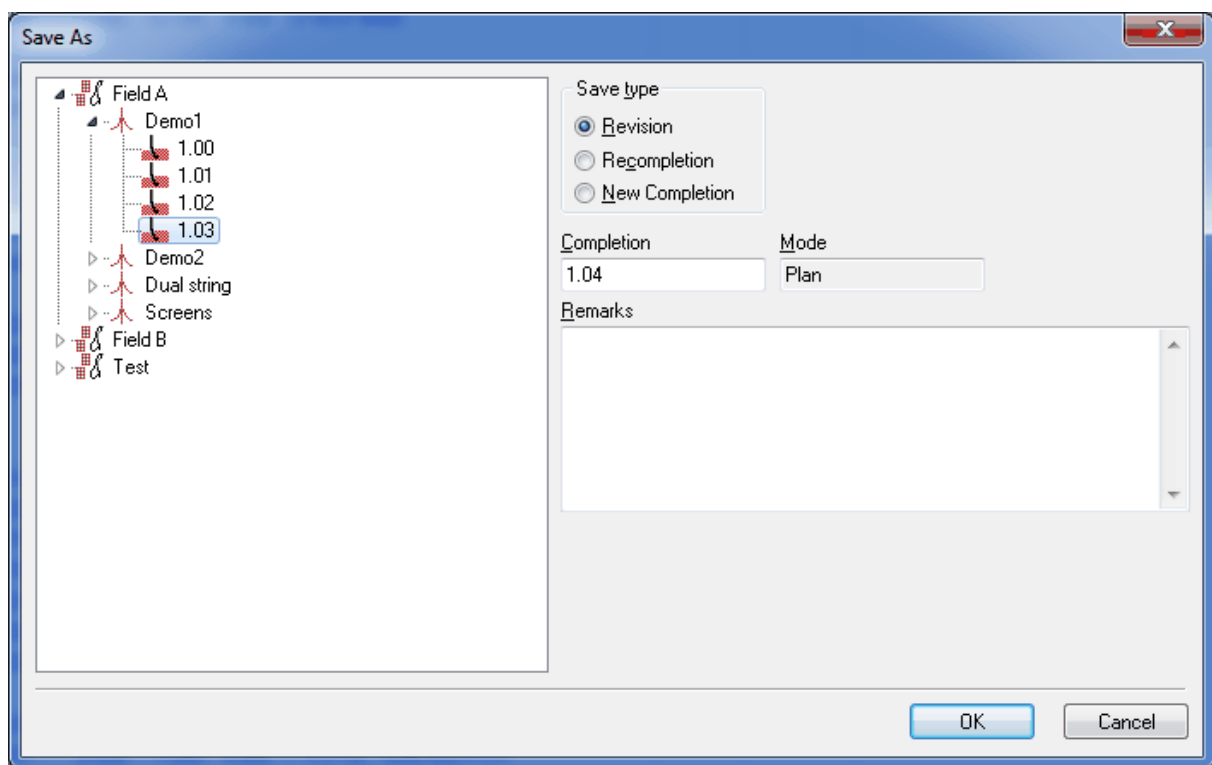 Save As
Field A
Demo1
1.00
1.01
1.02
1.03
Demo2
Dual string
Screens
Field B
Test
Save type
Revision
Recompletion
New Completion
Completion
Mode
1.04
Plan
Remarks
OK
Cancel